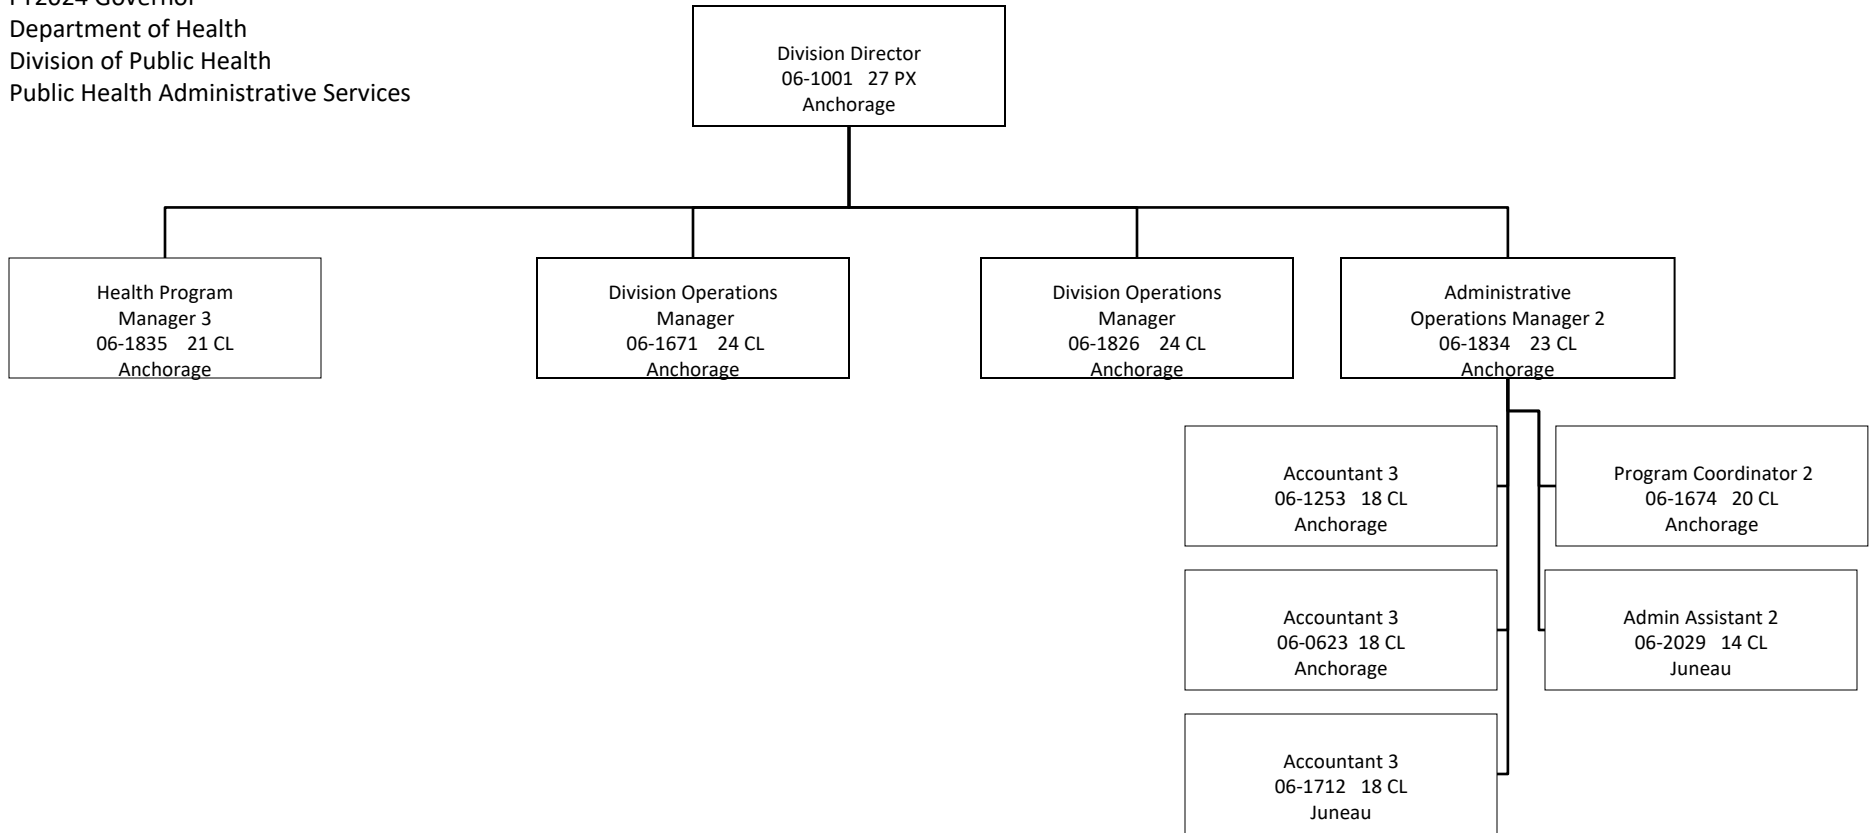 FY2024 Governor
Department of Health
Division of Public Health
Public Health Administrative Services
Division Director
06-1001 27 PX
Anchorage
Health Program
Manager 3
06-1835 21 CL
Anchorage
Division Operations
Manager
06-1671 24 CL
Anchorage
Division Operations
Manager
06-1826 24 CL
Anchorage
Administrative
Operations Manager 2
06-1834 23 CL
Anchorage
Accountant 3
06-1253 18 CL
Anchorage
Program Coordinator 2
06-1674 20 CL
Anchorage
Accountant 3
06-0623 18 CL
Anchorage
Admin Assistant 2
06-2029 14 CL
Juneau
Accountant 3
06-1712 18 CL
Juneau